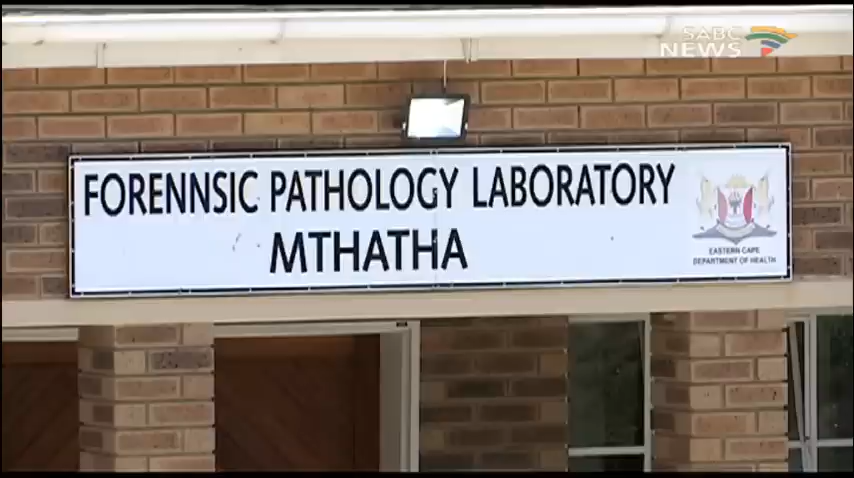 SABC
NEWS
FORENNSIC PATHOLOGY LABORATORY
MTHATHA
EASTERN CAPE
DEPARTMENT OF HEALTH